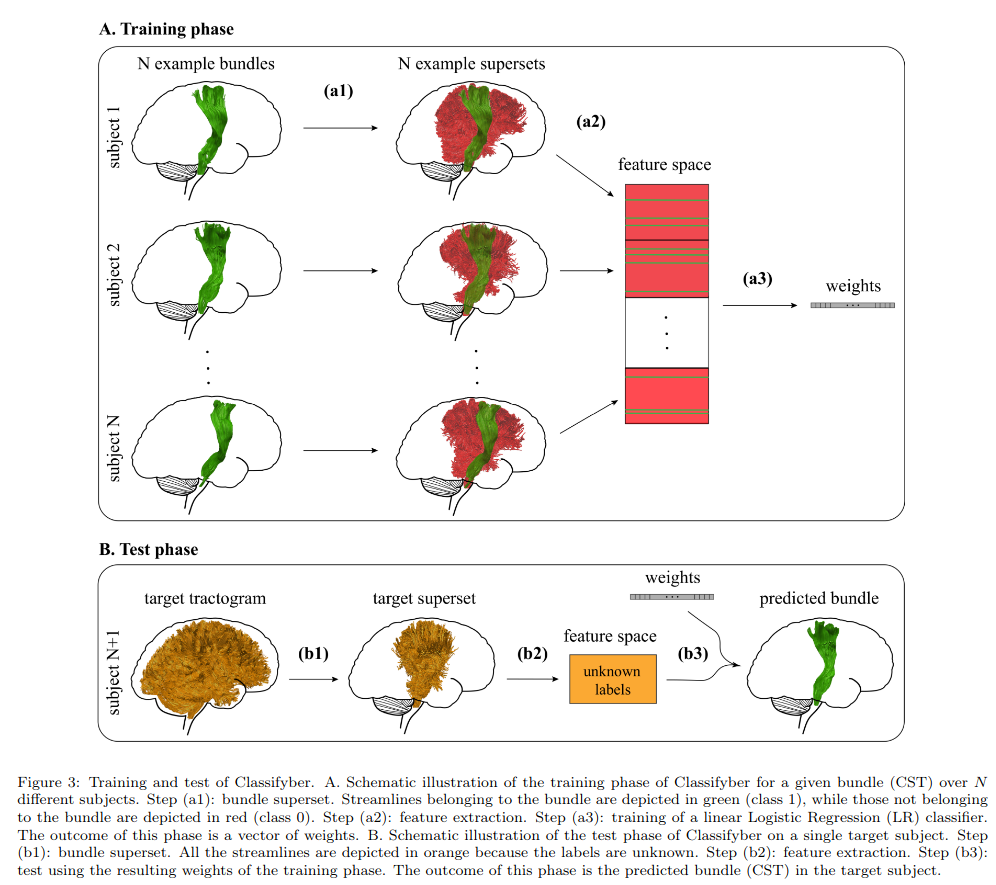 A. Training phase
N example bundles
(a1)
N example supersets
subject 1
(a2)
feature space
subject 2
(a3)
weights
subject N
B. Test phase
target tractogram
target superset
weights
predicted bundle
subject N+1
(b1)
(b2)
feature space
(b3)
unknown
labels
Figure 3: Training and test of Classifyber. A. Schematic illustration of the training phase of Classifyber for a given bundle (CST) over N
different subjects. Step (a1): bundle superset. Streamlines belonging to the bundle are depicted in green (class 1), while those not belonging
to the bundle are depicted in red (class 0). Step (a2): feature extraction. Step (a3): training of a linear Logistic Regression (LR) classifier.
The outcome of this phase is a vector of weights. B. Schematic illustration of the test phase of Classifyber on a single target subject. Step
(b1): bundle superset. All the streamlines are depicted in orange because the labels are unknown. Step (b2): feature extraction. Step (b3):
test using the resulting weights of the training phase. The outcome of this phase is the predicted bundle (CST) in the target subject.